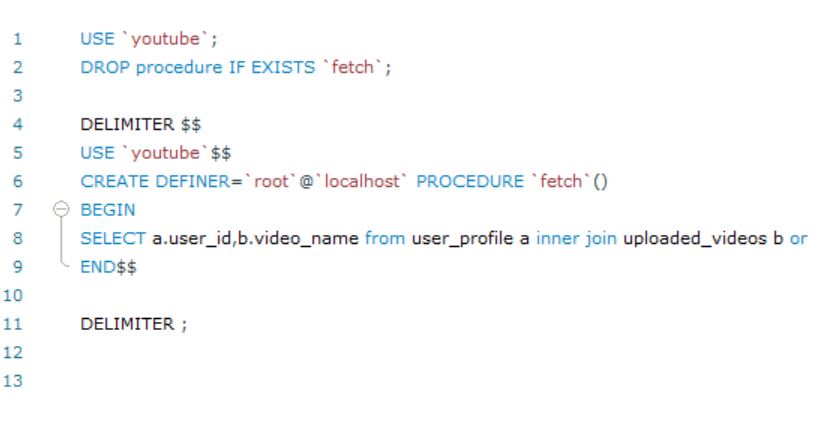 1 USE `youtube`;
2 DROP procedure IF EXISTS `fetch`;
3
4 DELIMITER $$
5 USE `youtube`$$
6 CREATE DEFINER=`root`@`localhost` PROCEDURE `fetch`()
7 BEGIN
8 SELECT a.user_id,b.video_name from user_profile a inner join uploaded_videos b or
9 END$$
10
11 DELIMITER ;
12
13